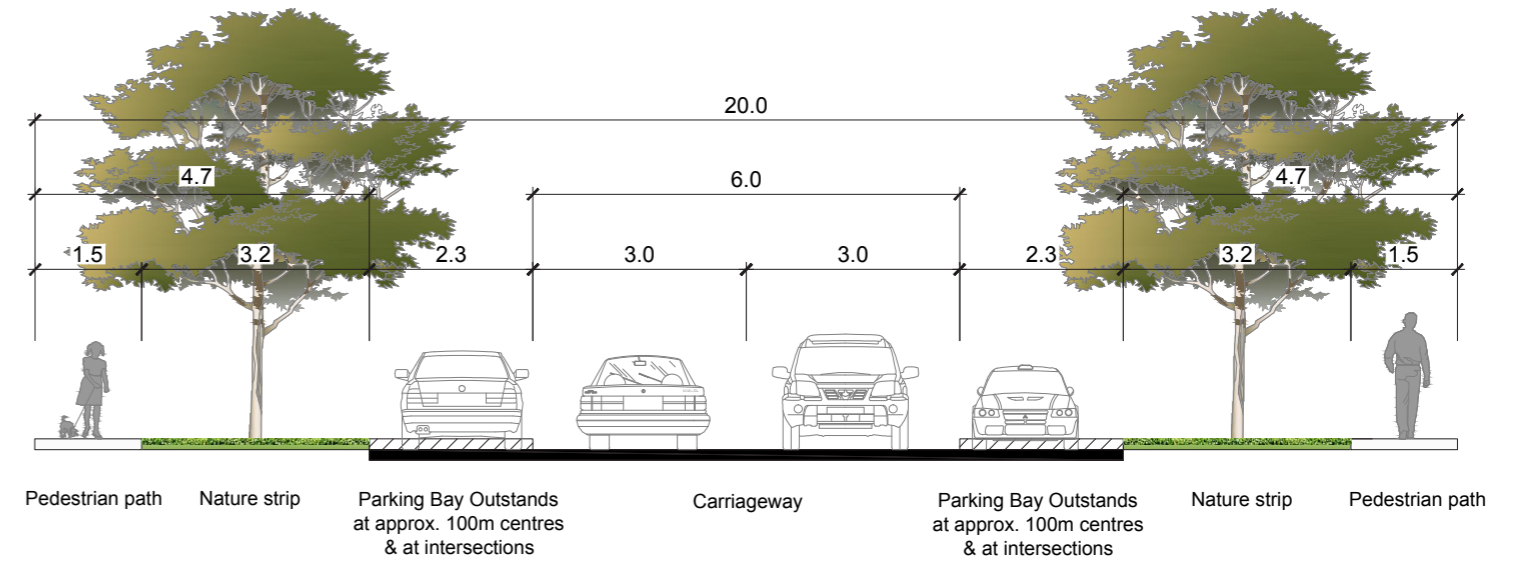 20.0
4.7
6.0
4.7
1.5
3.2
2.3
3.0
3.0
2.3
3.2
1.5
Pedestrian path
Nature strip
Parking Bay Outstands
at approx. 100m centres
& at intersections
Carriageway
Parking Bay Outstands
at approx. 100m centres
& at intersections
Nature strip
Pedestrian path